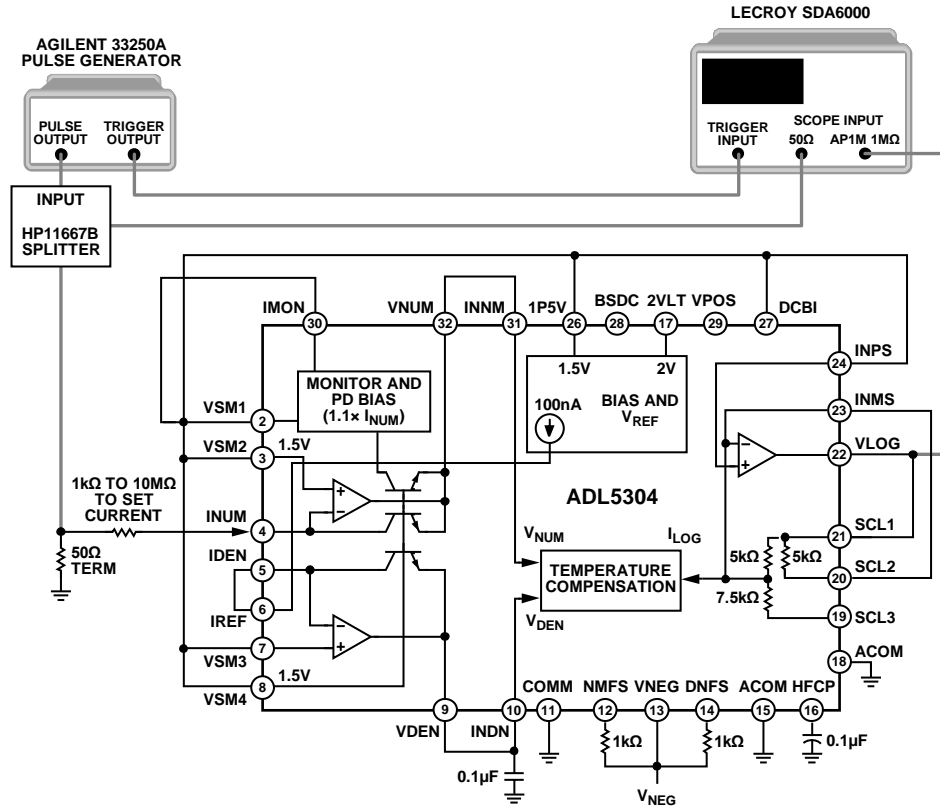 LECROY SDA6000
AGILENT 33250A
PULSE GENERATOR
PULSE
OUTPUT
TRIGGER
OUTPUT
TRIGGER
INPUT
SCOPE INPUT
50Ω
AP1M 1MΩ
INPUT
HP11667B
SPLITTER
IMON
VNUM
INNM
1P5V
BSDC
2VLT
VPOS
DCBI
30
32
31
26
28
17
29
27
INPS
24
INMS
23
VLOG
22
SCL1
21
SCL2
20
19
SCL3
18
ACOM
MONITOR AND
PD BIAS
(1.1× INUM)
1.5V
2V
100nA
BIAS AND
VREF
VSM1
2
VSM2
3
1.5V
1kΩ TO 10MΩ
TO SET
CURRENT
INUM
4
50Ω
TERM
IDEN
5
6
IREF
7
VSM3
8
1.5V
VSM4
+
−
−
+
−
+
ADL5304
VNUM
ILOG
TEMPERATURE
COMPENSATION
VDEN
5kΩ
5kΩ
7.5kΩ
COMM
NMFS
VNEG
DNFS
ACOM
HFCP
9
10
11
12
13
14
15
16
VDEN
INDN
1kΩ
1kΩ
0.1µF
0.1µF
VNEG